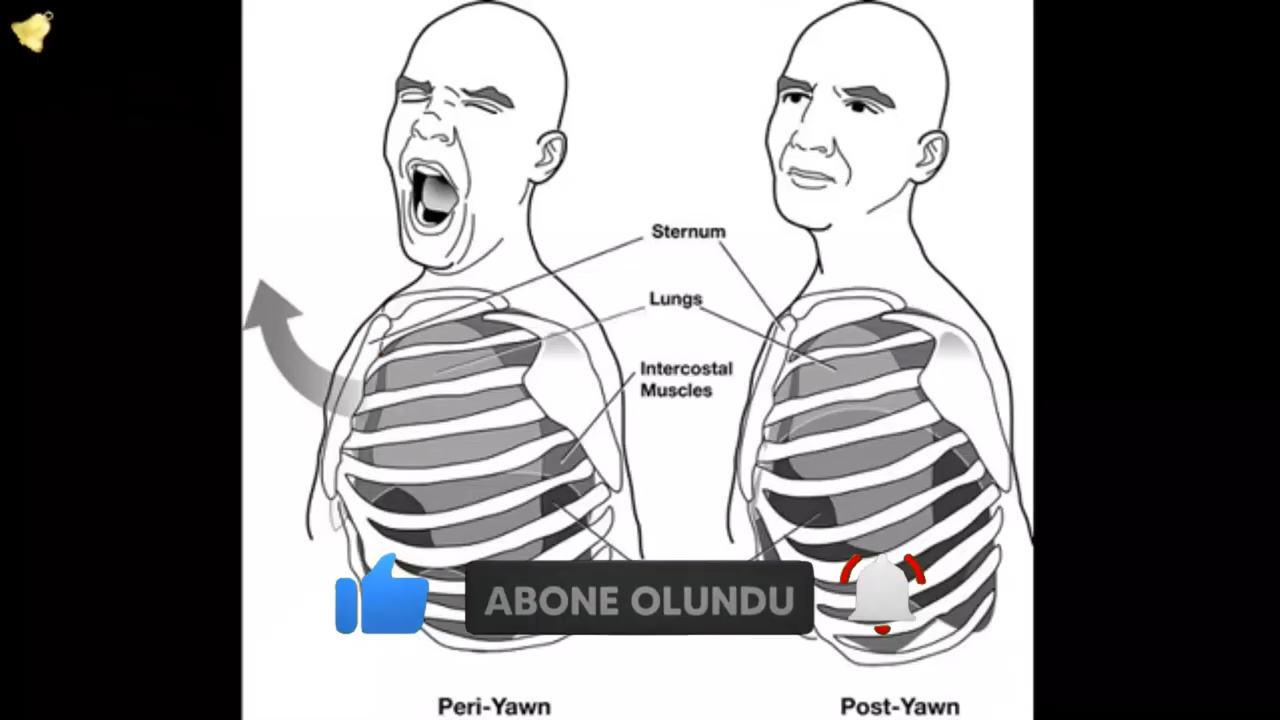 Sternum
Lungs
Intercostal
Muscles
ABONE OLUNDU
Peri-Yawn
Post-Yawn